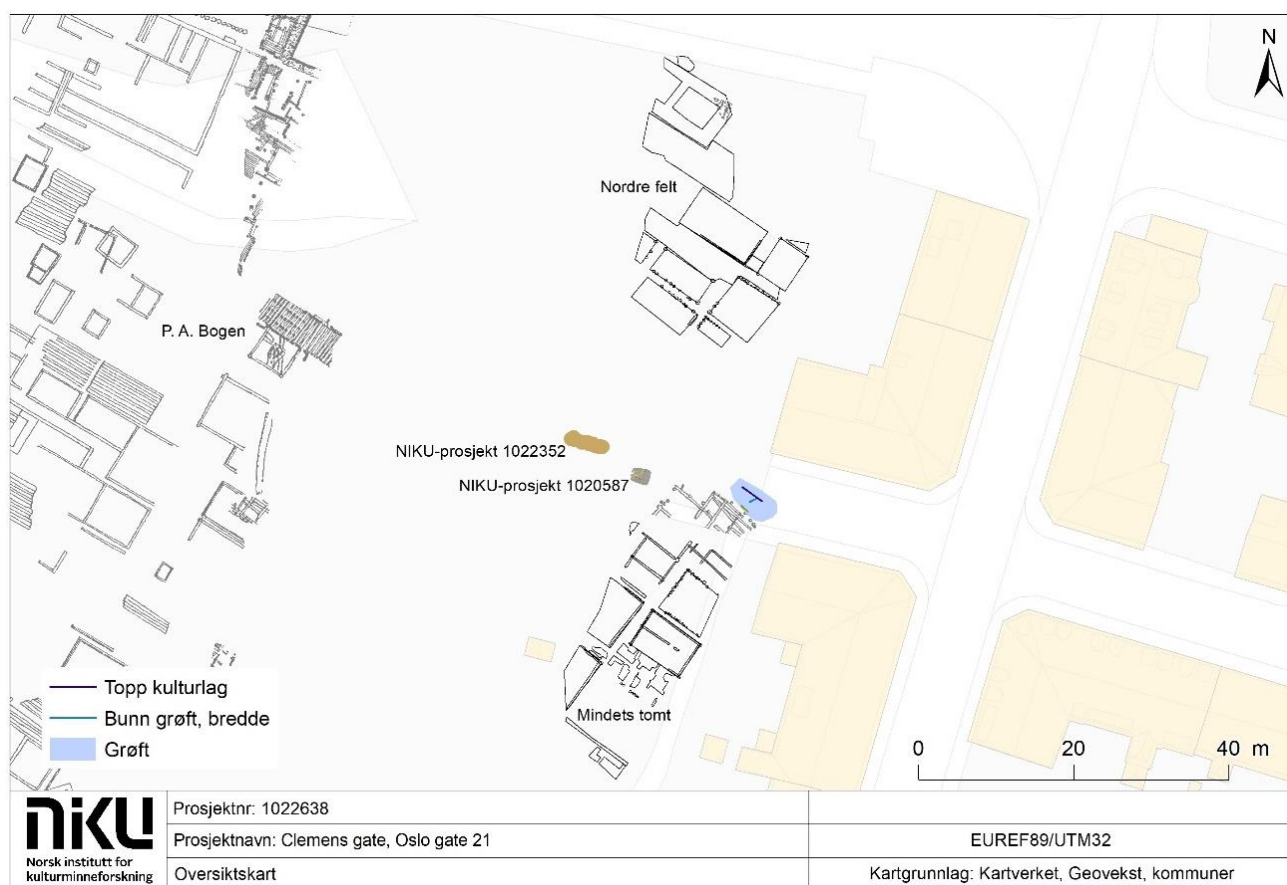 N
Nordre felt
P. A. Bogen
NIKU-prosjekt 1022352
NIKU-prosjekt 1020587
Mindets tomt
Topp kulturlag
Bunn grøft, bredde
Grøft
0 20 40 m
NIKU
Norsk institutt for
kulturminneforskning
Prosjektnr: 1022638
Prosjektnavn: Clemens gate, Oslo gate 21
EUREF89/UTM32
Oversiktskart
Kartgrunnlag: Kartverket, Geovekst, kommuner